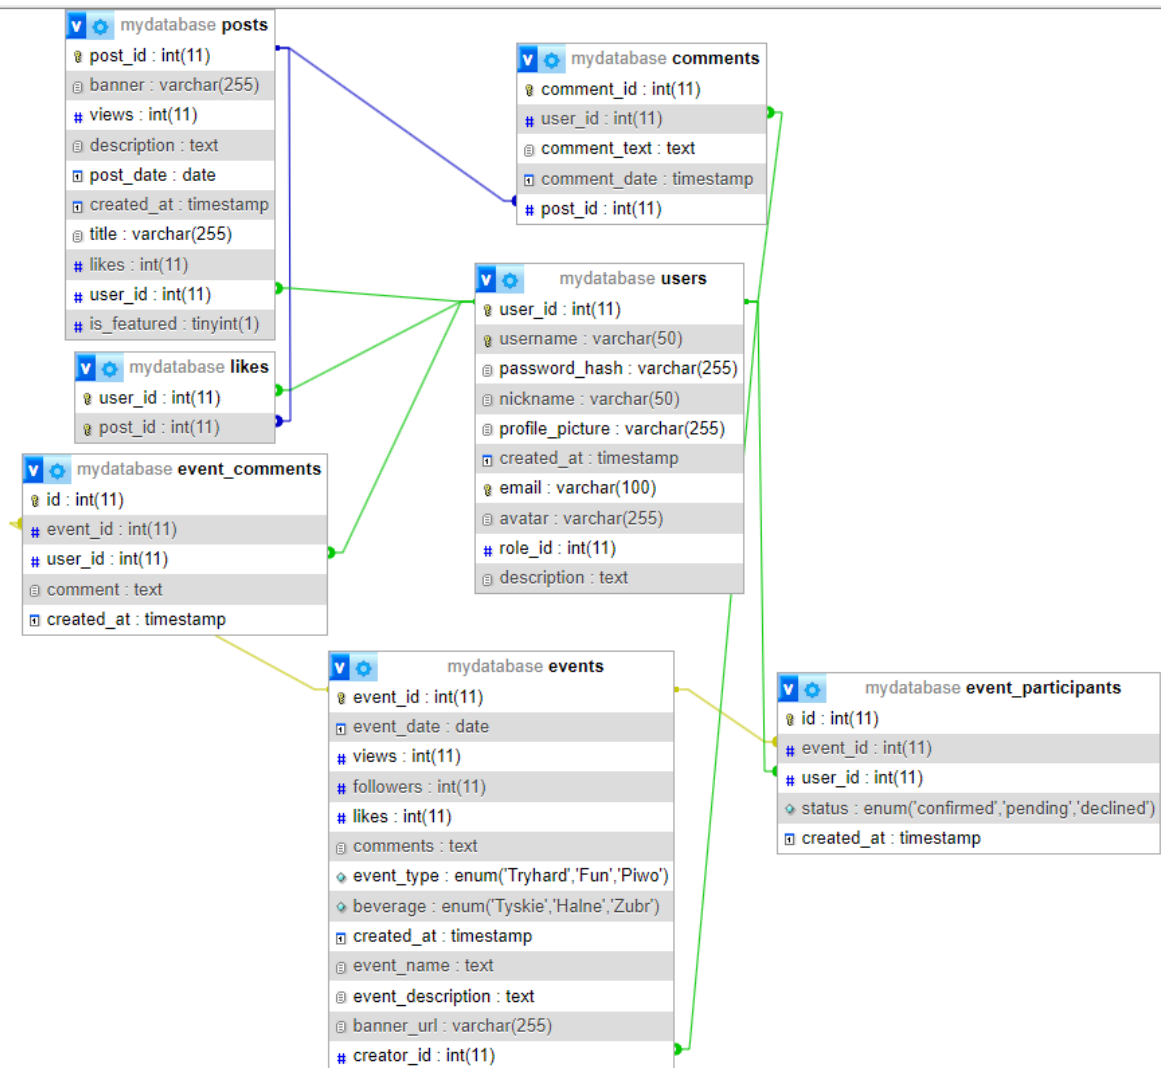 mydatabase posts
post_id : int(11)
banner : varchar(255)
views : int(11)
description : text
post_date : date
created_at : timestamp
title : varchar(255)
likes : int(11)
user_id : int(11)
is_featured : tinyint(1)
mydatabase comments
comment_id : int(11)
user_id : int(11)
comment_text : text
comment_date : timestamp
post_id : int(11)
mydatabase users
user_id : int(11)
username : varchar(50)
password_hash : varchar(255)
nickname : varchar(50)
profile_picture : varchar(255)
created_at : timestamp
email : varchar(100)
avatar : varchar(255)
role_id : int(11)
description : text
mydatabase likes
user_id : int(11)
post_id : int(11)
mydatabase event_comments
id : int(11)
event_id : int(11)
user_id : int(11)
comment : text
created_at : timestamp
mydatabase events
event_id : int(11)
event_date : date
views : int(11)
followers : int(11)
likes : int(11)
comments : text
event_type : enum('Tryhard','Fun','Piwo')
beverage : enum('Tyskie','Halne','Zubr')
created_at : timestamp
event_name : text
event_description : text
banner_url : varchar(255)
creator_id : int(11)
mydatabase event_participants
id : int(11)
event_id : int(11)
user_id : int(11)
status : enum('confirmed','pending','declined')
created_at : timestamp